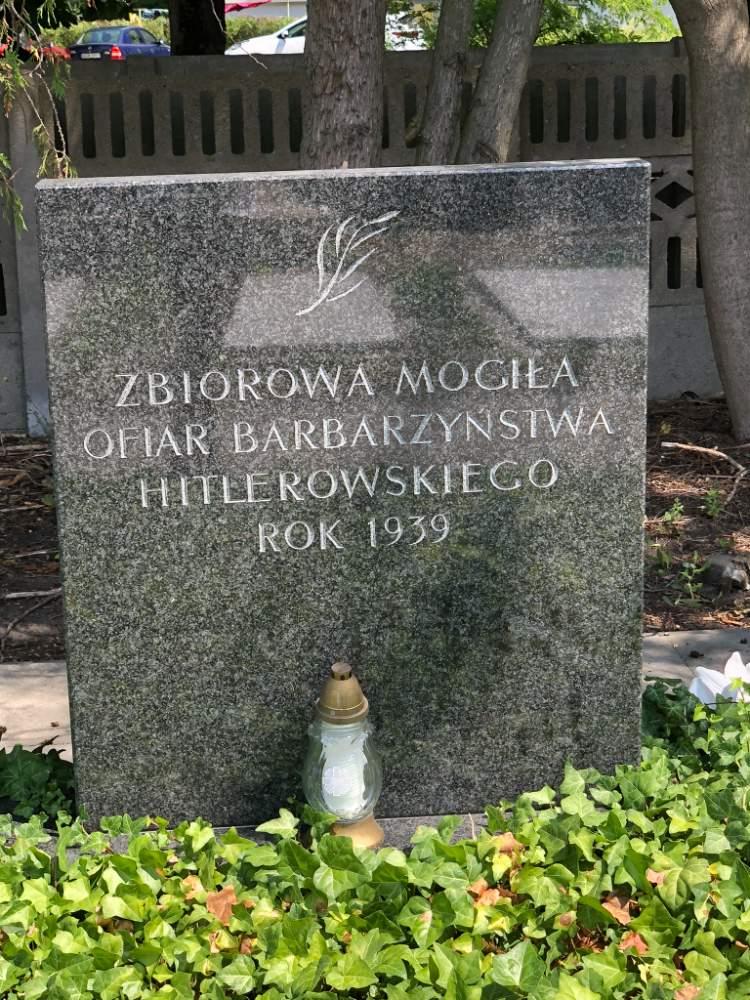 ZBIOROWA MOGIŁA
OFIAR BARBARZYNSTWA
HITLEROWSKIEGO
ROK 1939